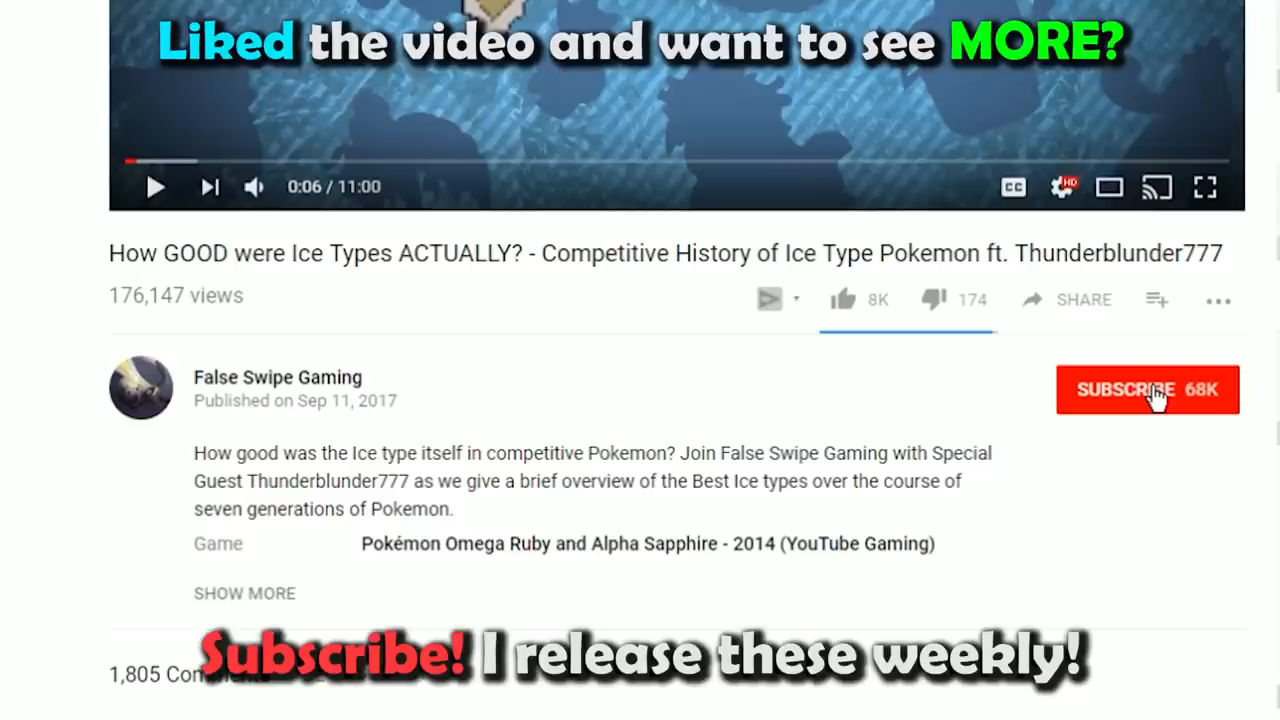 Liked the video and want to see MORE?
0:06 / 11:00
CC
HD
How GOOD were Ice Types ACTUALLY? - Competitive History of Ice Type Pokemon ft. Thunderblunder777
176,147 views
8K
174
SHARE
False Swipe Gaming
Published on Sep 11, 2017
SUBSCRIBE 68K
How good was the Ice type itself in competitive Pokemon? Join False Swipe Gaming with Special
Guest Thunderblunder777 as we give a brief overview of the Best Ice types over the course of
seven generations of Pokemon.
Game Pokémon Omega Ruby and Alpha Sapphire - 2014 (YouTube Gaming)
SHOW MORE
Subscribe! I release these weekly!
1,805 Comments